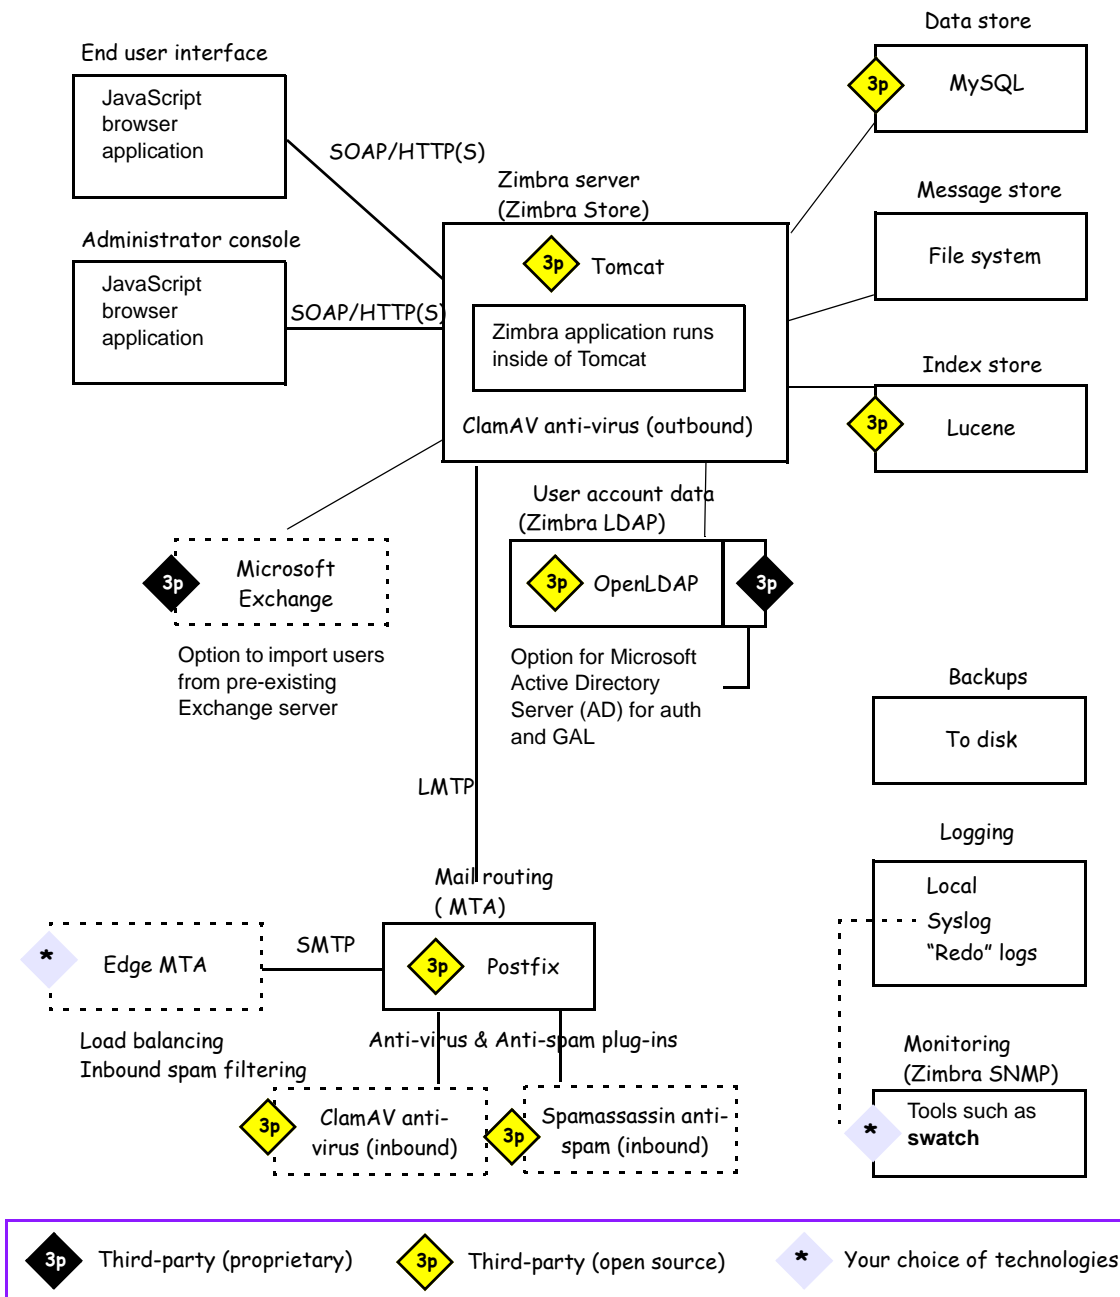 Data store
End user interface
3p
MySQL
JavaScript
browser
application
SOAP/HTTP(S)
Zimbra server
(Zimbra Store)
Message store
File system
Administrator console
JavaScript
browser
application
SOAP/HTTP(S)
3p
Tomcat
Zimbra application runs
inside of Tomcat
ClamAV anti-virus (outbound)
Index store
3p
Lucene
User account data
(Zimbra LDAP)
3p
Microsoft
Exchange
3p
OpenLDAP
3p
Option to import users
from pre-existing
Exchange server
Option for Microsoft
Active Directory
Server (AD) for auth
and GAL
Backups
To disk
LMTP
Logging
Local
Syslog
“Redo” logs
Mail routing
( MTA)
*
Edge MTA
SMTP
3p
Postfix
Load balancing
Inbound spam filtering
Anti-virus & Anti-spam plug-ins
Monitoring
(Zimbra SNMP)
3p
ClamAV anti-
virus (inbound)
3p
Spamassassin anti-
spam (inbound)
*
Tools such as
swatch
3p
Third-party (proprietary)
3p
Third-party (open source)
*
Your choice of technologies